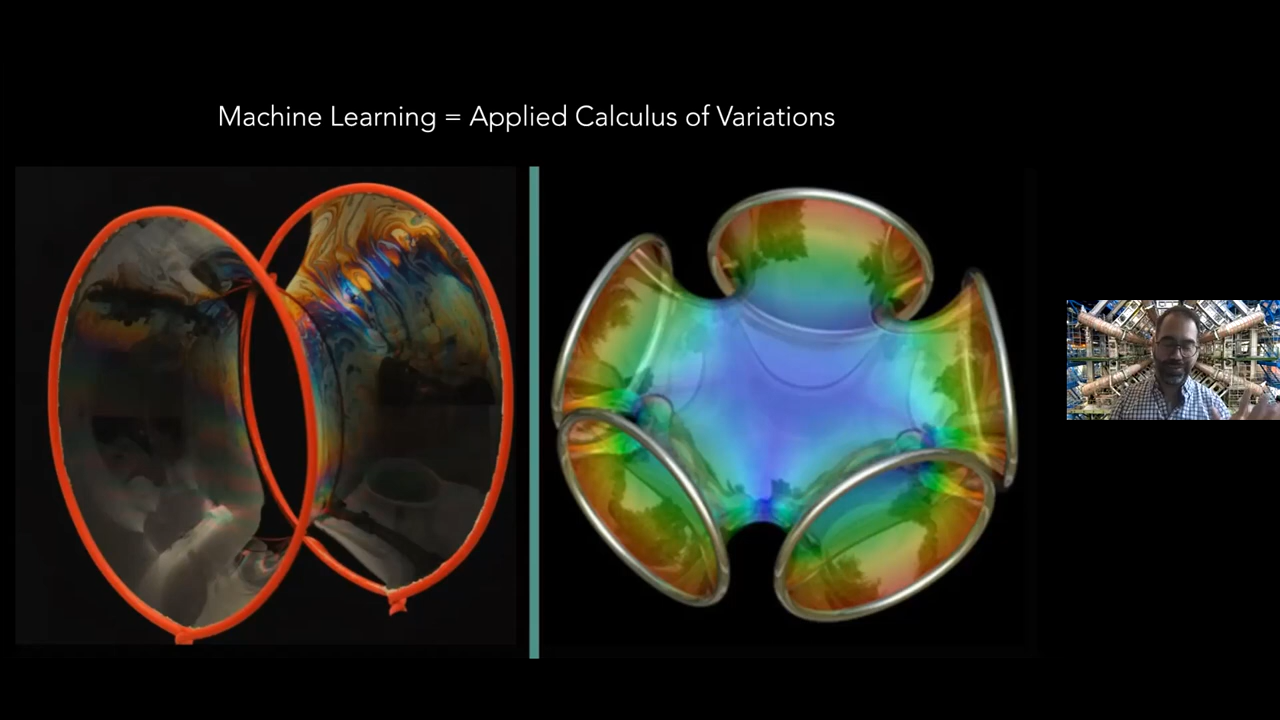 Machine Learning = Applied Calculus of Variations